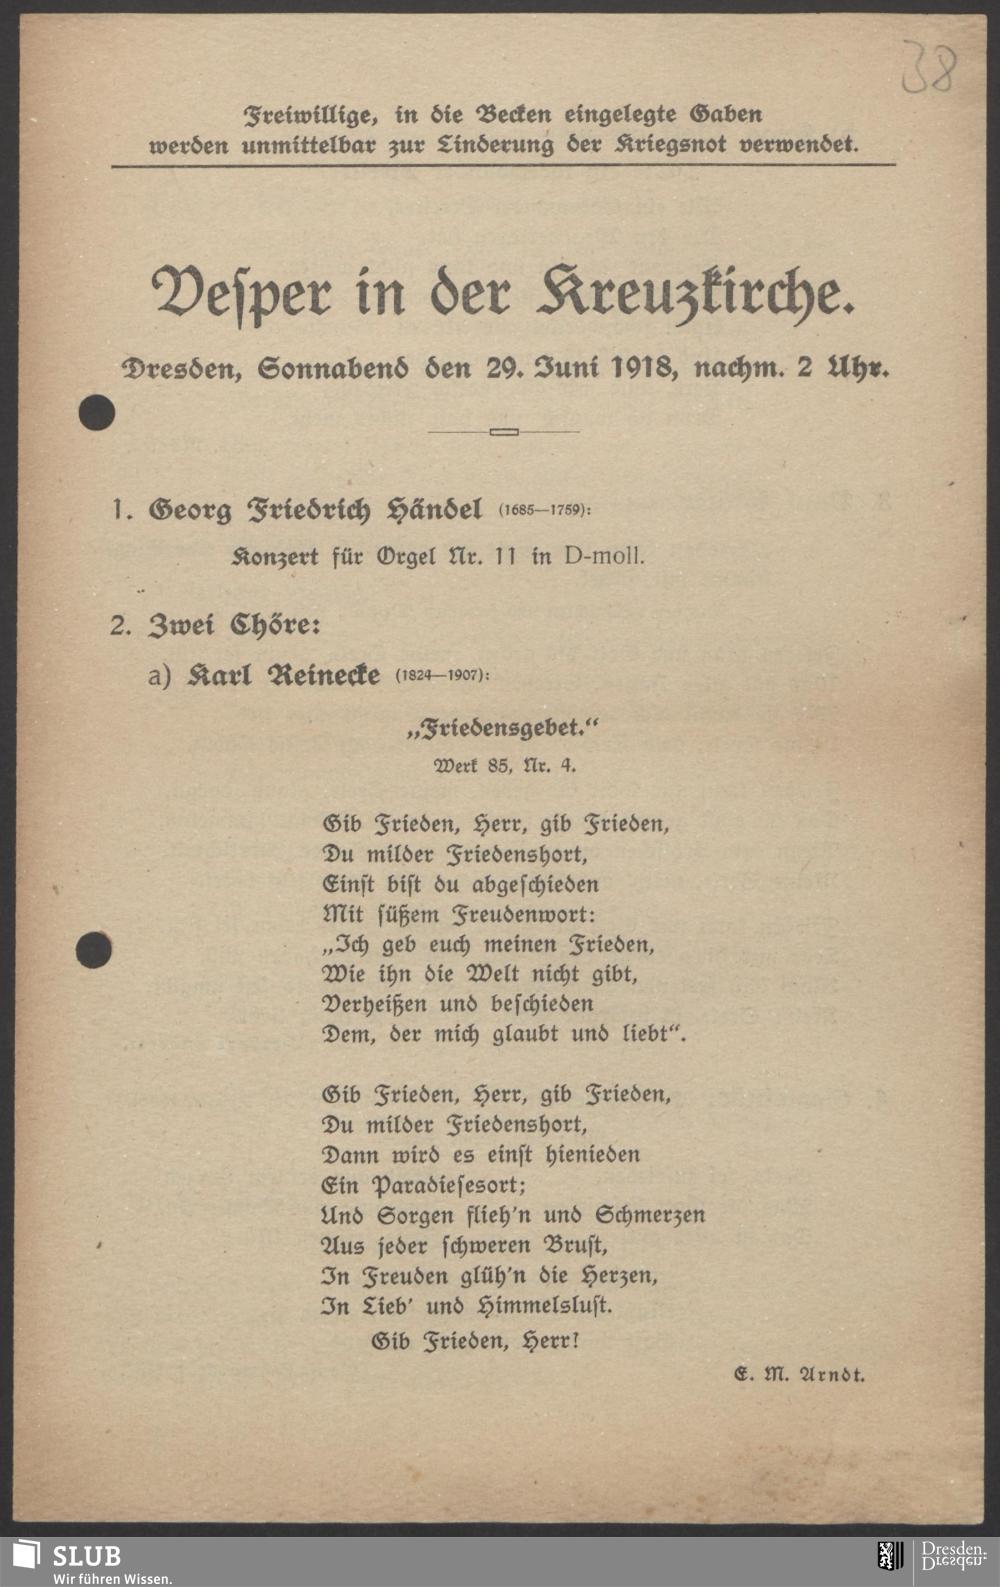 38
Freiwillige, in die Becken eingelegte Gaben
werden unmittelbar zur Linderung der Kriegsnot verwendet.
Vesper in der Kreuzkirche.
Dresden, Sonnabend den 29. Juni 1918, nachm. 2 Uhr.
1. Georg Friedrich Händel (1685—1759):
Konzert für Orgel Nr. 11 in D-moll.
2. Zwei Chöre:
a) Karl Reinecke (1824—1907):
„Friedensgebet.“
Werk 85, Nr. 4.
Gib Frieden, Herr, gib Frieden,
Du milder Friedenshort,
Einst bist du abgeschieden
Mit süßem Freudenwort:
„Ich geb euch meinen Frieden,
Wie ihn die Welt nicht gibt,
Verheißen und beschieden
Dem, der mich glaubt und liebt“.
Gib Frieden, Herr, gib Frieden,
Du milder Friedenshort,
Dann wird es einst hienieden
Ein Paradiesesort;
Und Sorgen flieh'n und Schmerzen
Aus jeder schweren Brust,
In Freuden glüh'n die Herzen,
In Lieb' und Himmelslust.
Gib Frieden, Herr!
E. M. Arndt.
SLUB
Wir führen Wissen.
Dresden.
Dresden.